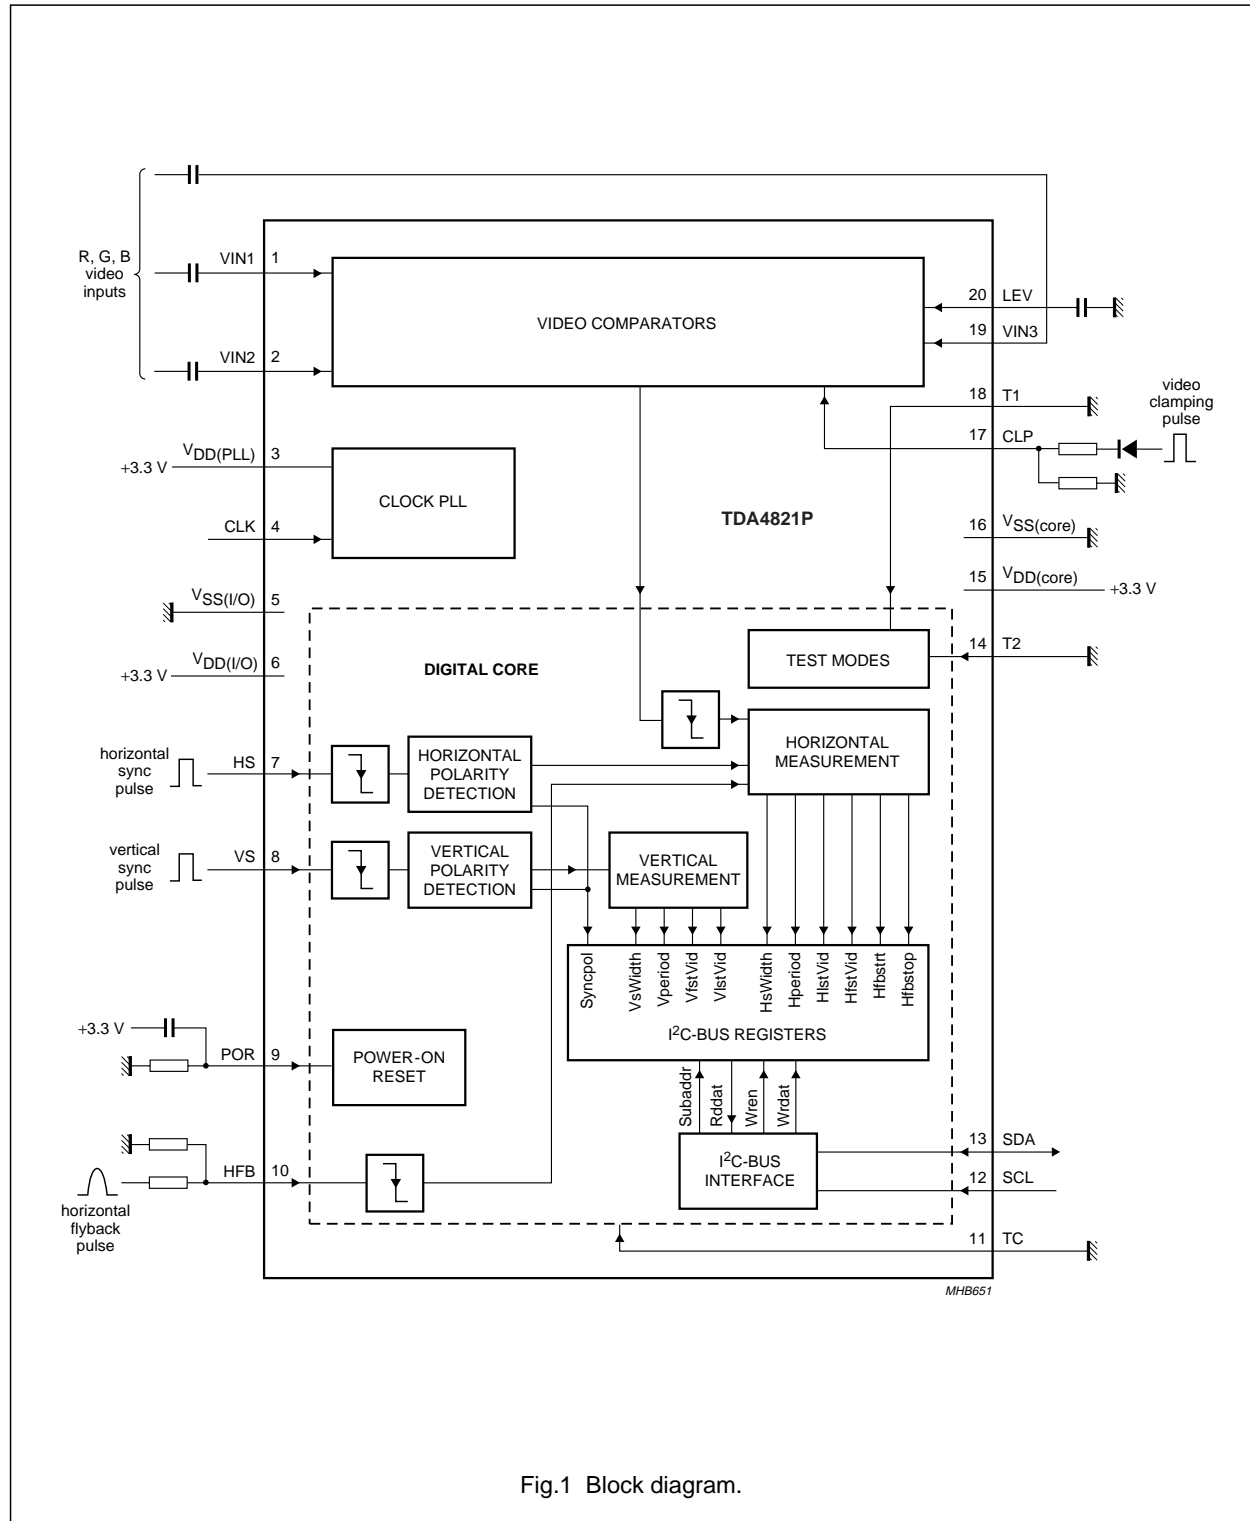 R, G, B
video
inputs
VIN1
1
VIN2
2
VIDEO COMPARATORS
20
LEV
19
VIN3
18
T1
17
CLP
video
clamping
pulse
+3.3 V
VDD(PLL)
3
CLK
4
CLOCK PLL
TDA4821P
16
VSS(core)
15
VDD(core)
+3.3 V
VSS(I/O)
5
+3.3 V
VDD(I/O)
6
DIGITAL CORE
TEST MODES
14
T2
horizontal
sync
pulse
HS
7
HORIZONTAL
POLARITY
DETECTION
HORIZONTAL
MEASUREMENT
vertical
sync
pulse
VS
8
VERTICAL
POLARITY
DETECTION
VERTICAL
MEASUREMENT
Syncpol
VsWidth
Vperiod
VfstVid
VlstVid
HsWidth
Hperiod
HlstVid
HfstVid
Hfbstrt
Hfbstop
I²C-BUS REGISTERS
+3.3 V
POR
9
POWER-ON
RESET
Subaddr
Rddat
Wren
Wrdat
HFB
10
horizontal
flyback
pulse
I²C-BUS
INTERFACE
13
SDA
12
SCL
11
TC
MHB651
Fig.1 Block diagram.